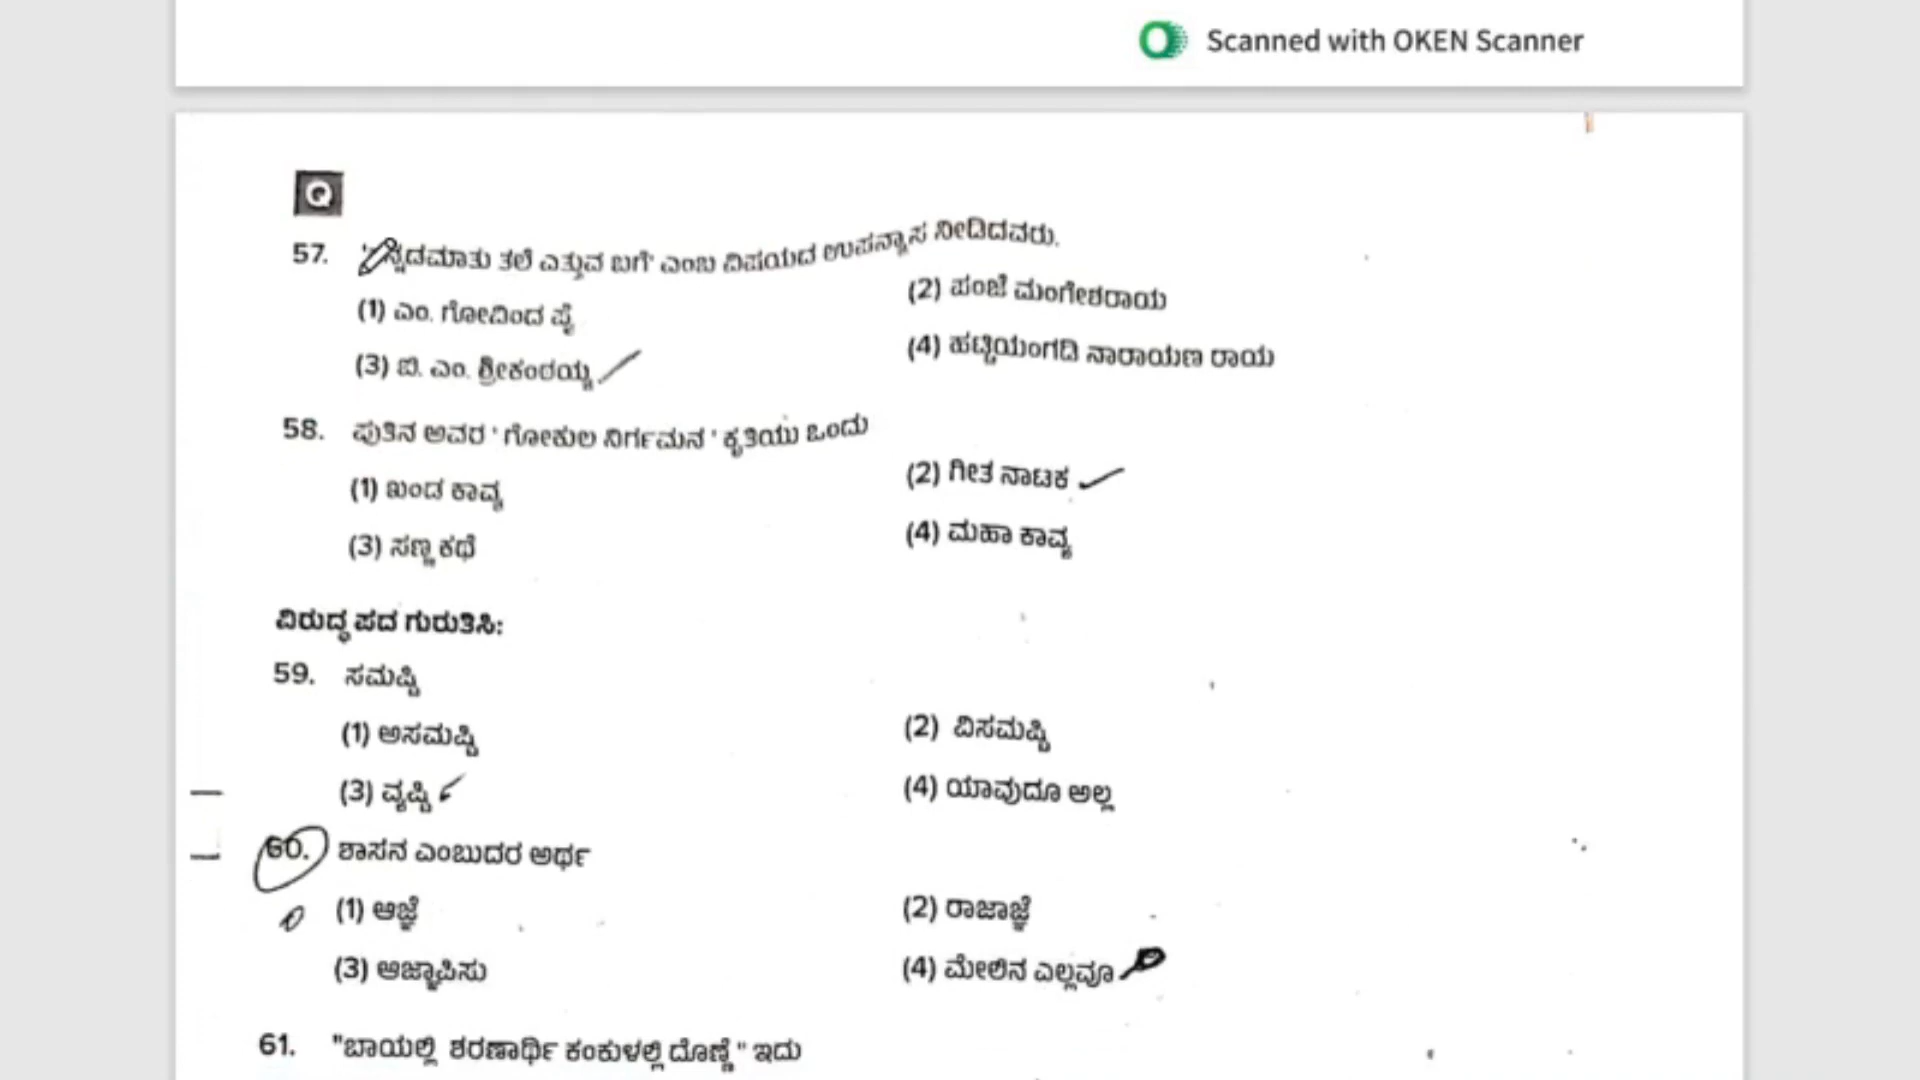 Scanned with OKEN Scanner
Q
57. 'ಕನ್ನಡಮಾತು ತಲೆ ಎತ್ತುವ ಬಗೆ' ಎಂಬ ವಿಷಯದ ಉಪನ್ಯಾಸ ನೀಡಿದವರು.
(1) ಎಂ. ಗೋವಿಂದ ಪೈ (2) ಪಂಜೆ ಮಂಗೇಶರಾಯ
(3) ಬಿ. ಎಂ. ಶ್ರೀಕಂಠಯ್ಯ (4) ಹಟ್ಟಿಯಂಗಡಿ ನಾರಾಯಣ ರಾಯ
58. ಪುತಿನ ಅವರ ' ಗೋಕುಲ ನಿರ್ಗಮನ ' ಕೃತಿಯು ಒಂದು
(1) ಖಂಡ ಕಾವ್ಯ (2) ಗೀತ ನಾಟಕ
(3) ಸಣ್ಣ ಕಥೆ (4) ಮಹಾ ಕಾವ್ಯ
ವಿರುದ್ಧ ಪದ ಗುರುತಿಸಿ:
59. ಸಮಷ್ಟಿ
(1) ಅಸಮಷ್ಟಿ (2) ವಿಸಮಷ್ಟಿ
(3) ವ್ಯಷ್ಟಿ (4) ಯಾವುದೂ ಅಲ್ಲ
60. ಶಾಸನ ಎಂಬುದರ ಅರ್ಥ
(1) ಆಜ್ಞೆ (2) ರಾಜಾಜ್ಞೆ
(3) ಆಜ್ಞಾಪಿಸು (4) ಮೇಲಿನ ಎಲ್ಲವೂ
61. "ಬಾಯಲ್ಲಿ ಶರಣಾರ್ಥಿ ಕಂಕುಳಲ್ಲಿ ದೊಣ್ಣೆ" ಇದು